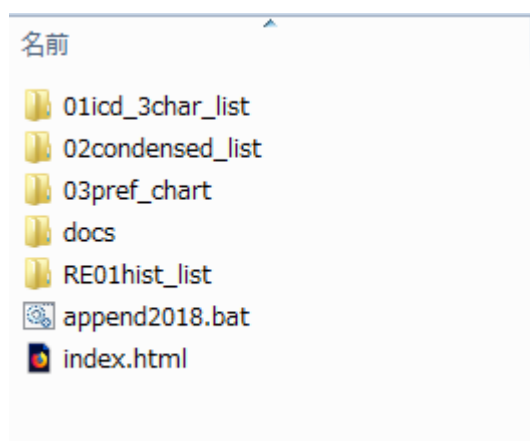 名前
01icd_3char_list
02condensed_list
03pref_chart
docs
RE01hist_list
append2018.bat
index.html